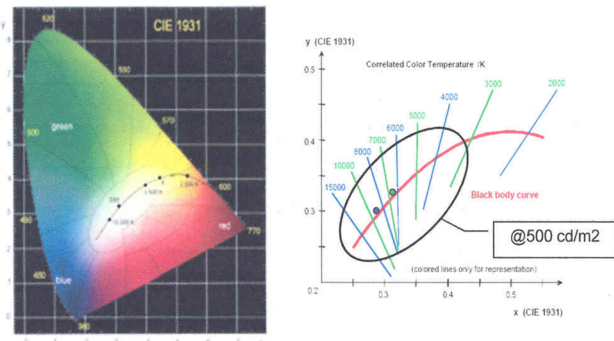 CIE 1931
y
520
560
570
500
green
600
red
770
490
480
blue
380
y (CIE 1931)
0.5
0.4
0.3
0.2
0.3
0.4
0.5
x (CIE 1931)
Correlated Color Temperature /K
2000
3000
4000
5000
6000
7000
8000
10000
15000
Black body curve
@500 cd/m2
(colored lines only for representation)